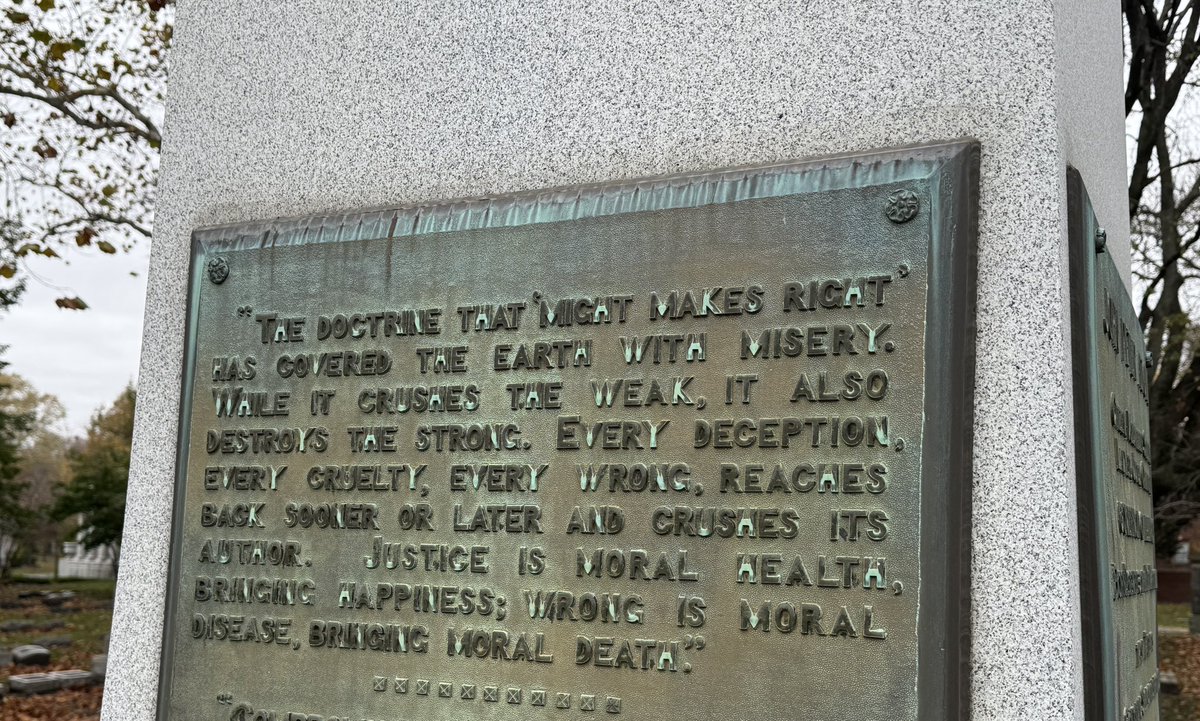 "THE DOCTRINE THAT 'MIGHT MAKES RIGHT'
HAS COVERED THE EARTH WITH MISERY.
WHILE IT CRUSHES THE WEAK, IT ALSO
DESTROYS THE STRONG. EVERY DECEPTION,
EVERY CRUELTY, EVERY WRONG, REACHES
BACK SOONER OR LATER AND CRUSHES ITS
AUTHOR. JUSTICE IS MORAL HEALTH,
BRINGING HAPPINESS; WRONG IS MORAL
DISEASE, BRINGING MORAL DEATH."